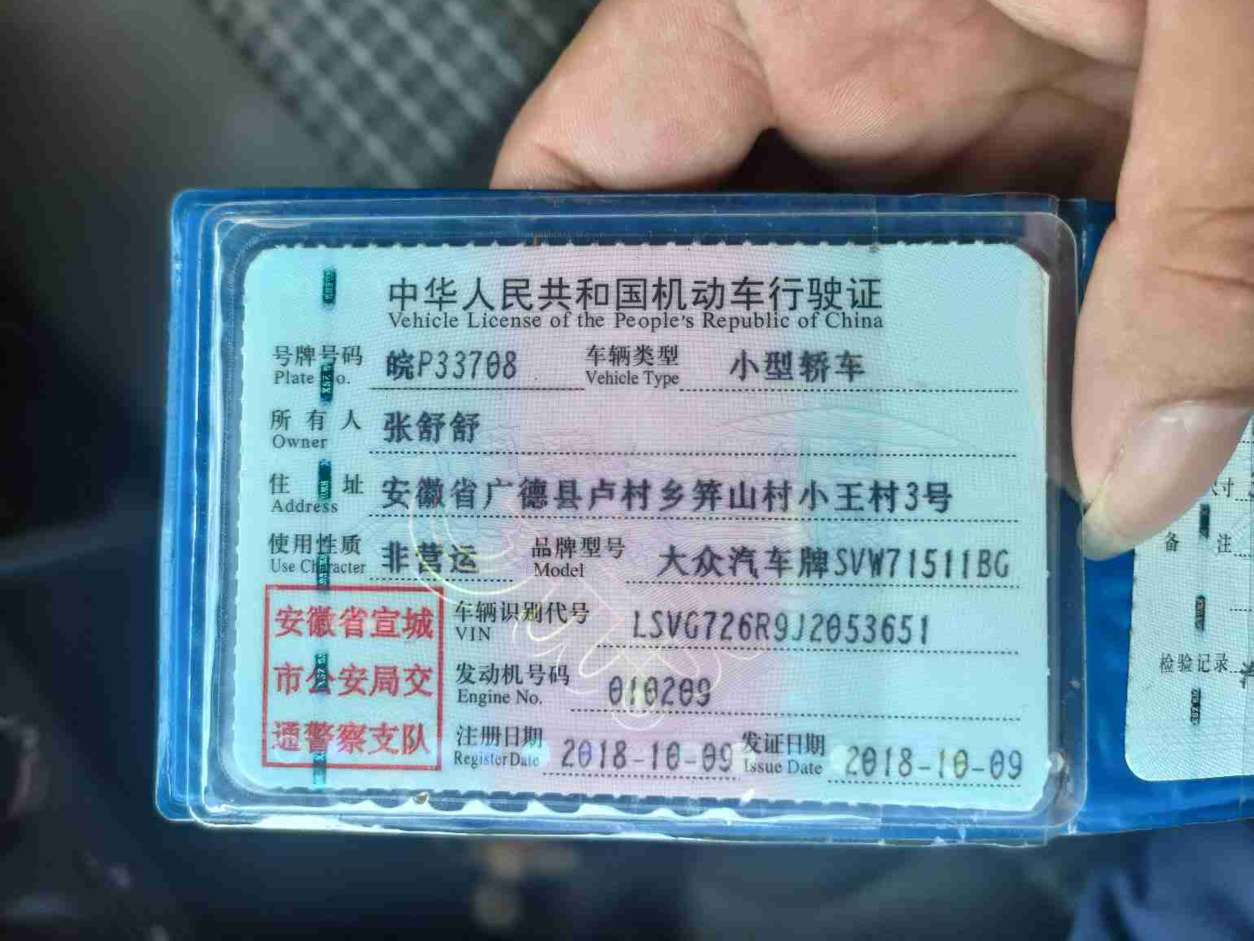 中华人民共和国机动车行驶证
Vehicle License of the People's Republic of China
号牌号码 皖P33708 车辆类型 小型轿车
Plate No. Vehicle Type
所有人 张舒舒
Owner
住址 安徽省广德县卢村乡笄山村小王村3号
Address
使用性质 非营运 品牌型号 大众汽车牌SVW71511BG
Use Character Model
安徽省宣城
市公安局交
通警察支队
车辆识别代号 LSVG726R9J2053651
VIN
发动机号码 010209
Engine No.
注册日期 2018-10-09 发证日期 2018-10-09
Register Date Issue Date
寸
备注
检验记录